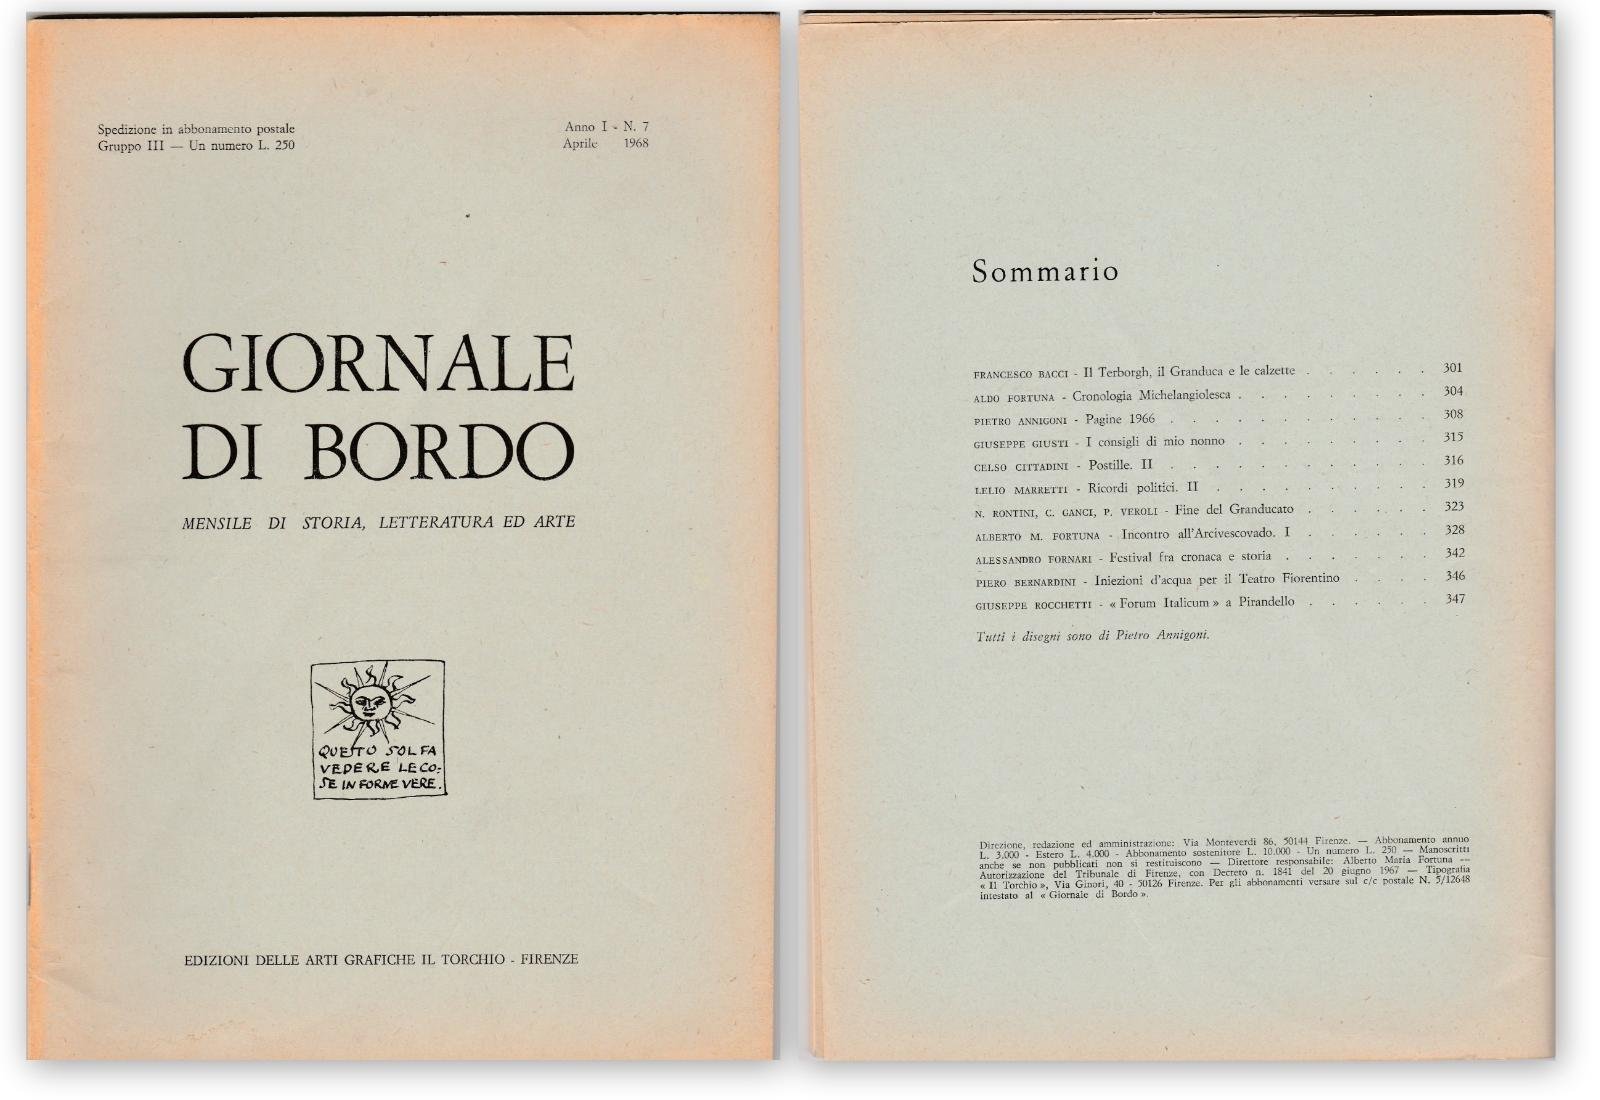 Spedizione in abbonamento postale
Gruppo III — Un numero L. 250
Anno I - N. 7
Aprile 1968
GIORNALE
DI BORDO
MENSILE DI STORIA, LETTERATURA ED ARTE
QUESTO SOL FA
VEDERE LE CO-
SE IN FORME VERE.
EDIZIONI DELLE ARTI GRAFICHE IL TORCHIO - FIRENZE
Sommario
FRANCESCO BACCI - Il Terborgh, il Granduca e le calzette . . . . . . 301
ALDO FORTUNA - Cronologia Michelangiolesca . . . . . . . . . 304
PIETRO ANNIGONI - Pagine 1966 . . . . . . . . . . . . 308
GIUSEPPE GIUSTI - I consigli di mio nonno . . . . . . . . . 315
CELSO CITTADINI - Postille. II . . . . . . . . . . . . 316
LELIO MARRETTI - Ricordi politici. II . . . . . . . . . . 319
N. RONTINI, C. GANCI, P. VEROLI - Fine del Granducato . . . . . . 323
ALBERTO M. FORTUNA - Incontro all'Arcivescovado. I . . . . . . 328
ALESSANDRO FORNARI - Festival fra cronaca e storia . . . . . . . 342
PIERO BERNARDINI - Iniezioni d'acqua per il Teatro Fiorentino . . . . 346
GIUSEPPE ROCCHETTI - « Forum Italicum » a Pirandello . . . . . . 347
Tutti i disegni sono di Pietro Annigoni.
Direzione, redazione ed amministrazione: Via Monteverdi 86, 50144 Firenze. — Abbonamento annuo
L. 3.000 - Estero L. 4.000 - Abbonamento sostenitore L. 10.000 - Un numero L. 250 — Manoscritti
anche se non pubblicati non si restituiscono — Direttore responsabile: Alberto Maria Fortuna —
Autorizzazione del Tribunale di Firenze, con Decreto n. 1841 del 20 giugno 1967 — Tipografia
« Il Torchio », Via Ginori, 40 - 50126 Firenze. Per gli abbonamenti versare sul c/c postale N. 5/12648
intestato al « Giornale di Bordo ».